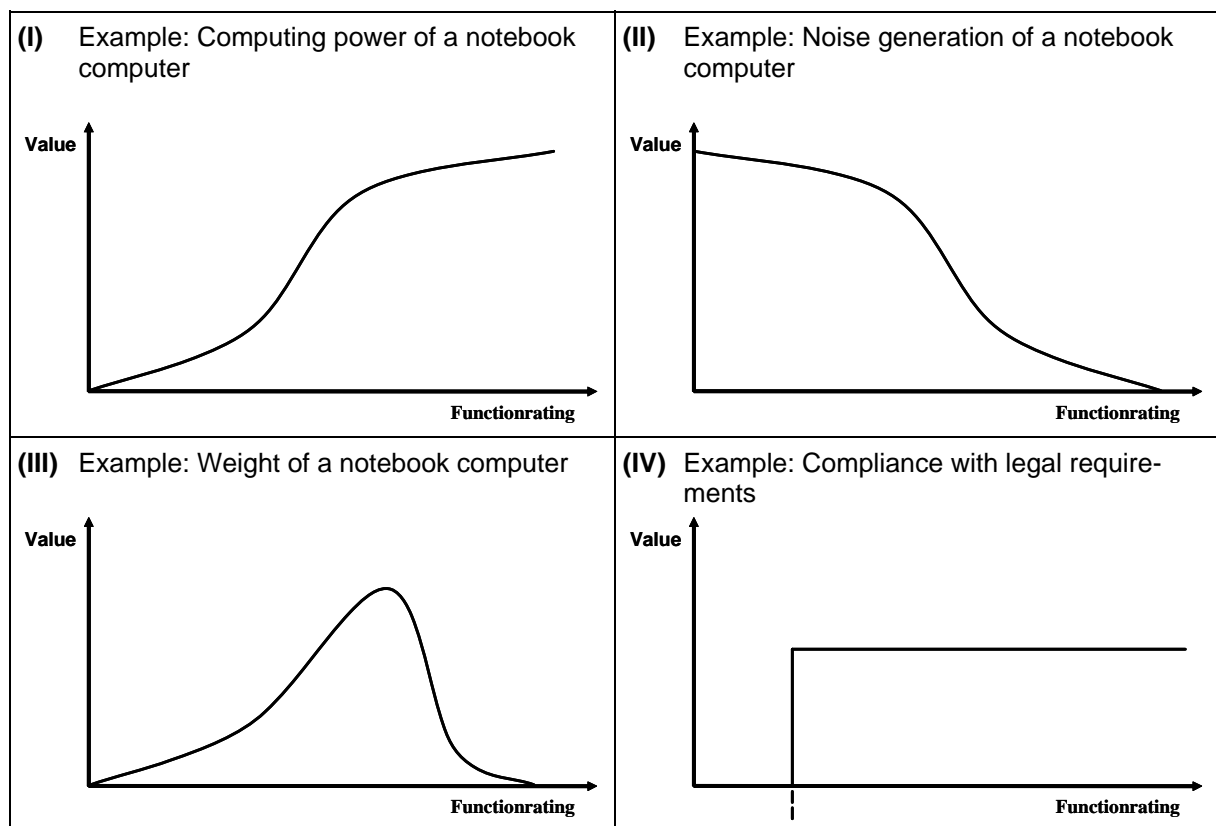 (I) Example: Computing power of a notebook
computer
Value
Functionrating
(II) Example: Noise generation of a notebook
computer
Value
Functionrating
(III) Example: Weight of a notebook computer
Value
Functionrating
(IV) Example: Compliance with legal require-
ments
Value
Functionrating